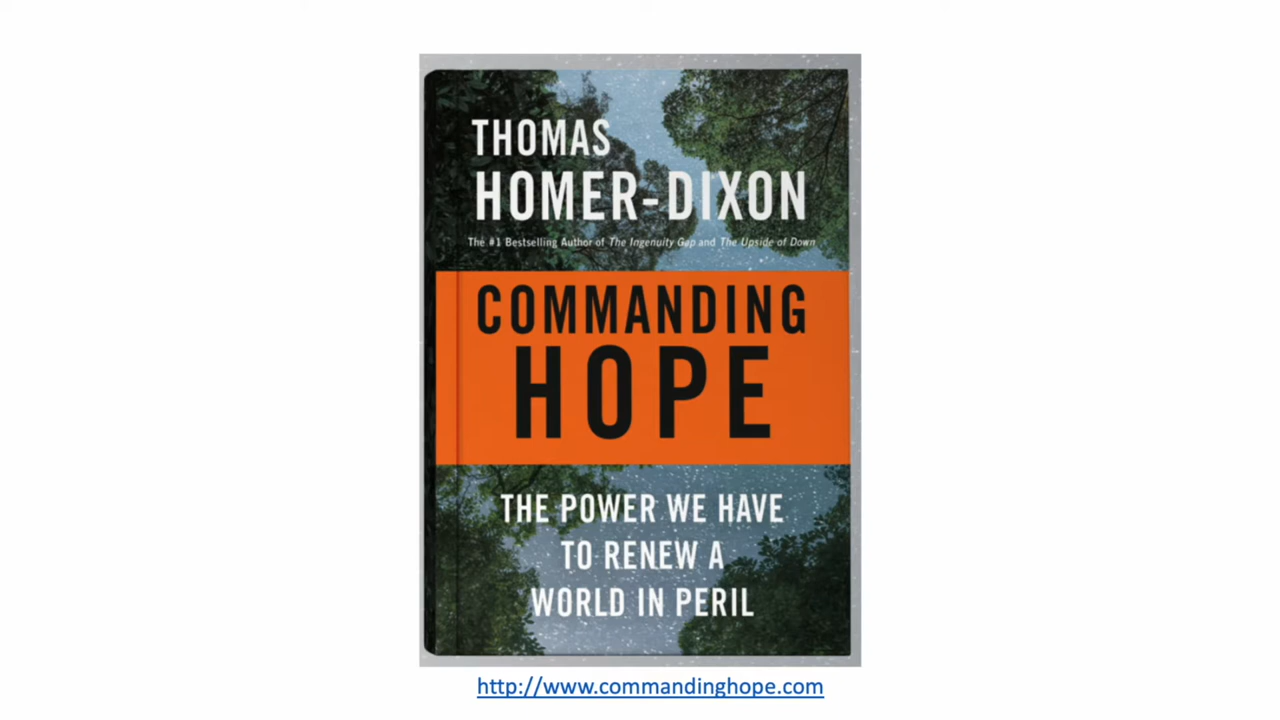 THOMAS
HOMER-DIXON
The #1 Bestselling Author of The Ingenuity Gap and The Upside of Down
COMMANDING
HOPE
THE POWER WE HAVE
TO RENEW A
WORLD IN PERIL
http://www.commandinghope.com